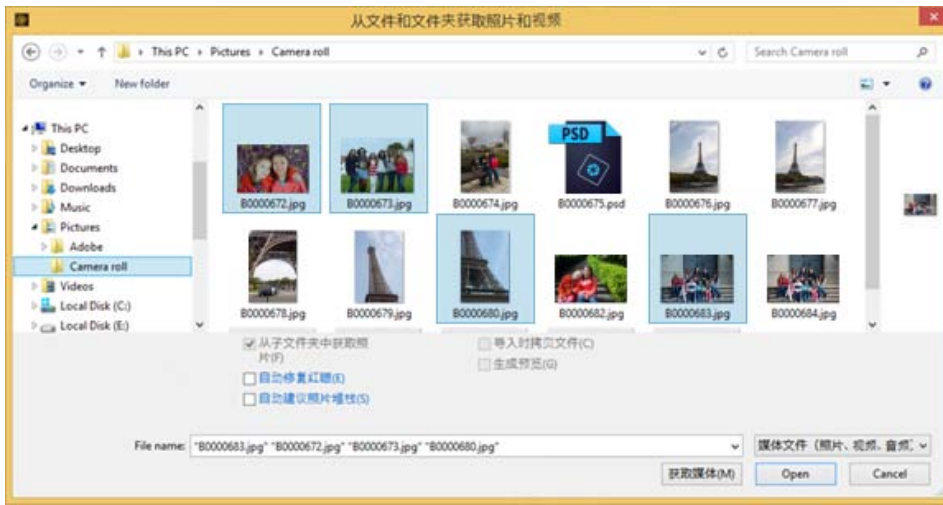 从文件和文件夹获取照片和视频
This PC Pictures Camera roll
Search Camera roll
Organize
New folder
This PC
Desktop
Documents
Downloads
Music
Pictures
Adobe
Camera roll
Videos
Local Disk (C:)
Local Disk (E:)
PSD
B0000672.jpg B0000673.jpg B0000674.jpg B0000675.psd B0000676.jpg B0000677.jpg
B0000678.jpg B0000679.jpg B0000680.jpg B0000682.jpg B0000683.jpg B0000684.jpg
从子文件夹中获取照
片(F)
自动修复红眼(E)
自动建议照片堆栈(S)
导入时拷贝文件(C)
生成预览(G)
File name: "B0000683.jpg" "B0000672.jpg" "B0000673.jpg" "B0000680.jpg"
媒体文件（照片、视频、音频，
获取媒体(M) Open Cancel